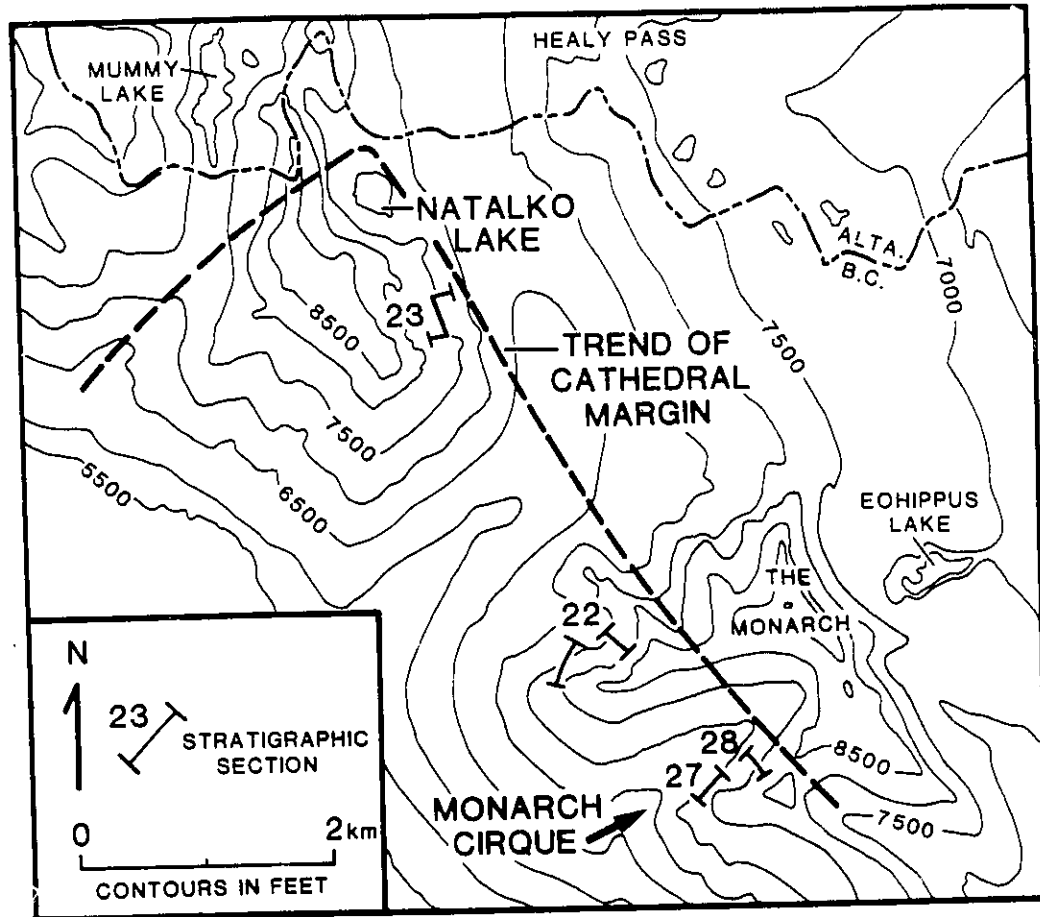 HEALY PASS
MUMMY
LAKE
NATALKO
LAKE
ALTA.
B.C.
7000
23
8500
7500
TREND OF
CATHEDRAL
MARGIN
7500
5500
6500
EOHIPPUS
LAKE
THE
MONARCH
22
28
27
8500
7500
MONARCH
CIRQUE
N
23
STRATIGRAPHIC
SECTION
0 2km
CONTOURS IN FEET